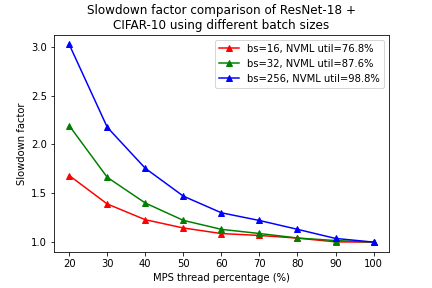 Slowdown factor comparison of ResNet-18 +
CIFAR-10 using different batch sizes
bs=16, NVML util=76.8%
bs=32, NVML util=87.6%
bs=256, NVML util=98.8%
Slowdown factor
3.0
2.5
2.0
1.5
1.0
20 30 40 50 60 70 80 90 100
MPS thread percentage (%)